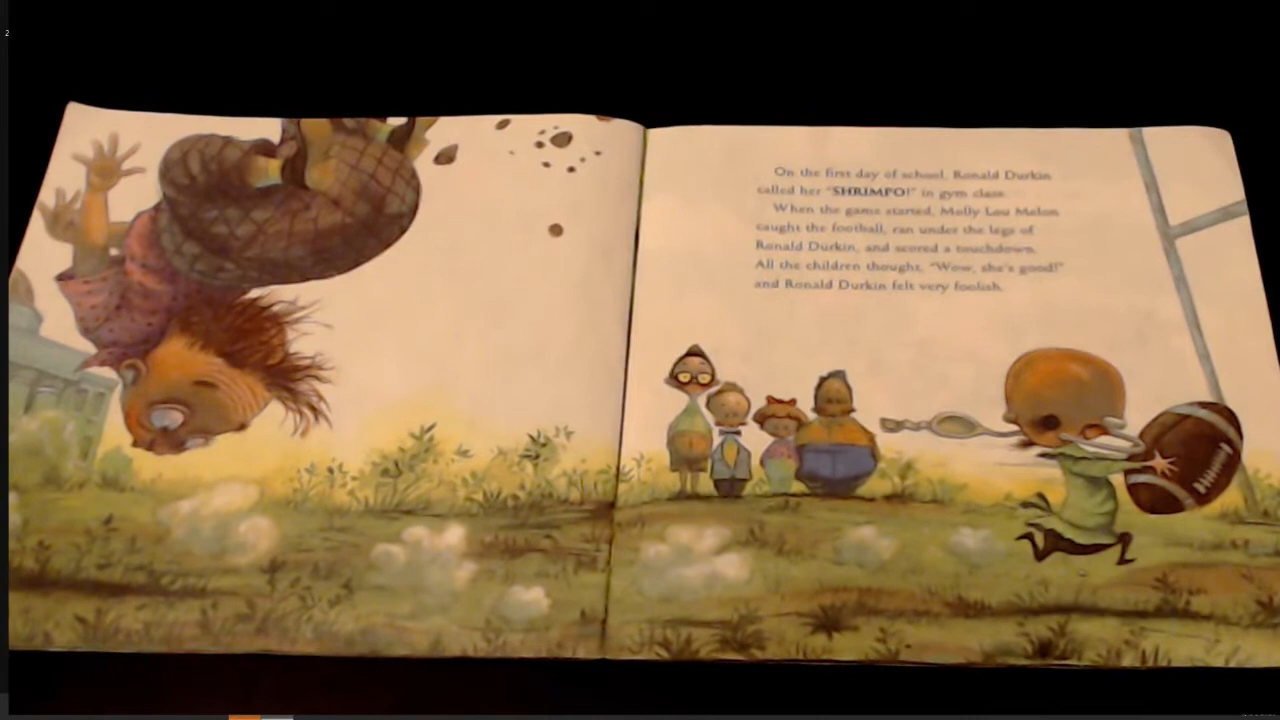 2
On the first day of school, Ronald Durkin
called her "SHRIMPO!" in gym class.
When the game started, Molly Lou Melon
caught the football, ran under the legs of
Ronald Durkin, and scored a touchdown.
All the children thought, "Wow, she's good!"
and Ronald Durkin felt very foolish.